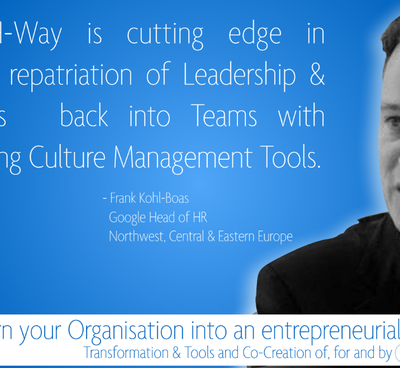 l-Way is cutting edge in
repatriation of Leadership &
s back into Teams with
ng Culture Management Tools.
- Frank Kohl-Boas
Google Head of HR
Northwest, Central & Eastern Europe
rn your Organisation into an entrepreneurial
Transformation & Tools and Co-Creation of, for and by